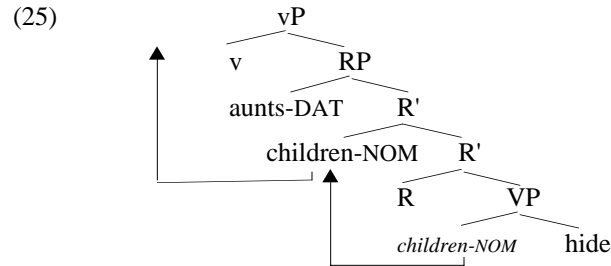 (25) vP
v RP
aunts-DAT R'
children-NOM R'
R VP
children-NOM hide